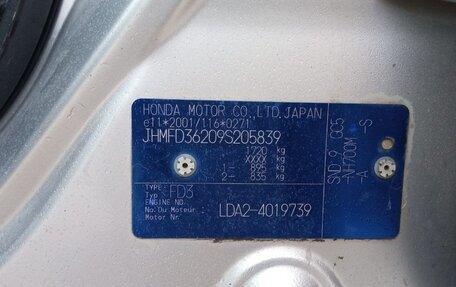 HONDA MOTOR CO.,LTD.JAPAN
e11*2001/116*0271
JHMFD36209S205839
1720 kg
XXXX kg
1- 895 kg
2- 835 kg
TYPE
Typ FD3
ENGINE NO.
No.Du Moteur
Motor Nr.
LDA2-4019739
-S
-NH700M
-A